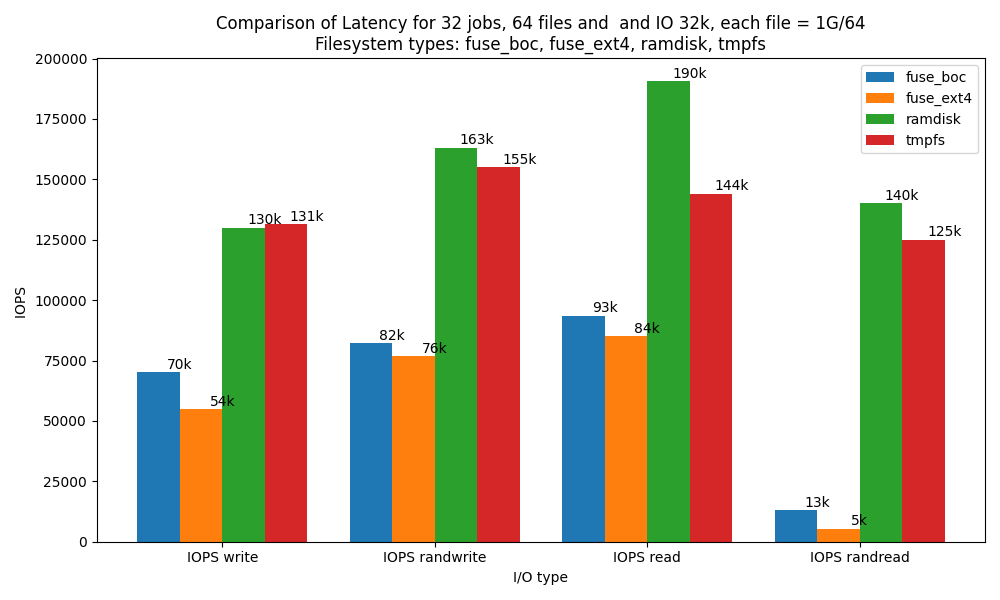 Comparison of Latency for 32 jobs, 64 files and  and IO 32k, each file = 1G/64
Filesystem types: fuse_boc, fuse_ext4, ramdisk, tmpfs
200000
175000
150000
125000
100000
75000
50000
25000
0
IOPS
70k
54k
130k
131k
82k
76k
163k
155k
93k
84k
190k
144k
13k
5k
140k
125k
fuse_boc
fuse_ext4
ramdisk
tmpfs
IOPS write
IOPS randwrite
IOPS read
IOPS randread
I/O type